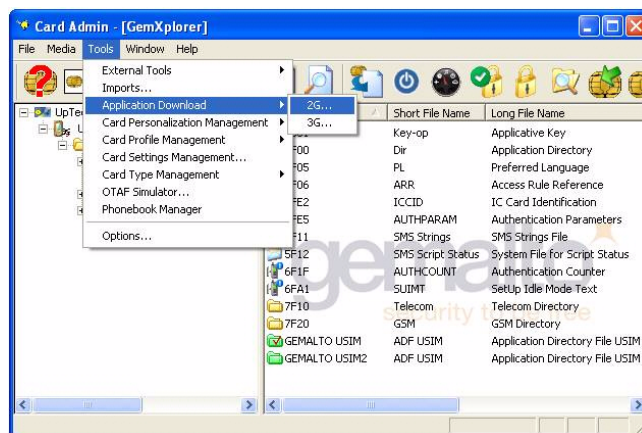 Card Admin - [GemXplorer]
File Media Tools Window Help
External Tools
Imports...
Application Download
Card Personalization Management
Card Profile Management
Card Settings Management...
Card Type Management
OTAF Simulator...
Phonebook Manager
Options...
2G...
3G...
UpTe
Short File Name Long File Name
Key-op Applicative Key
F00 Dir Application Directory
F05 PL Preferred Language
F06 ARR Access Rule Reference
FE2 ICCID IC Card Identification
FE5 AUTHPARAM Authentication Parameters
F11 SMS Strings SMS Strings File
5F12 SMS Script Status System File for Script Status
6F1F AUTHCOUNT Authentication Counter
6FA1 SUIMT SetUp Idle Mode Text
7F10 Telecom Telecom Directory
7F20 GSM GSM Directory
GEMALTO USIM ADF USIM Application Directory File USIM
GEMALTO USIM2 ADF USIM Application Directory File USIM
gemalto
security to be free